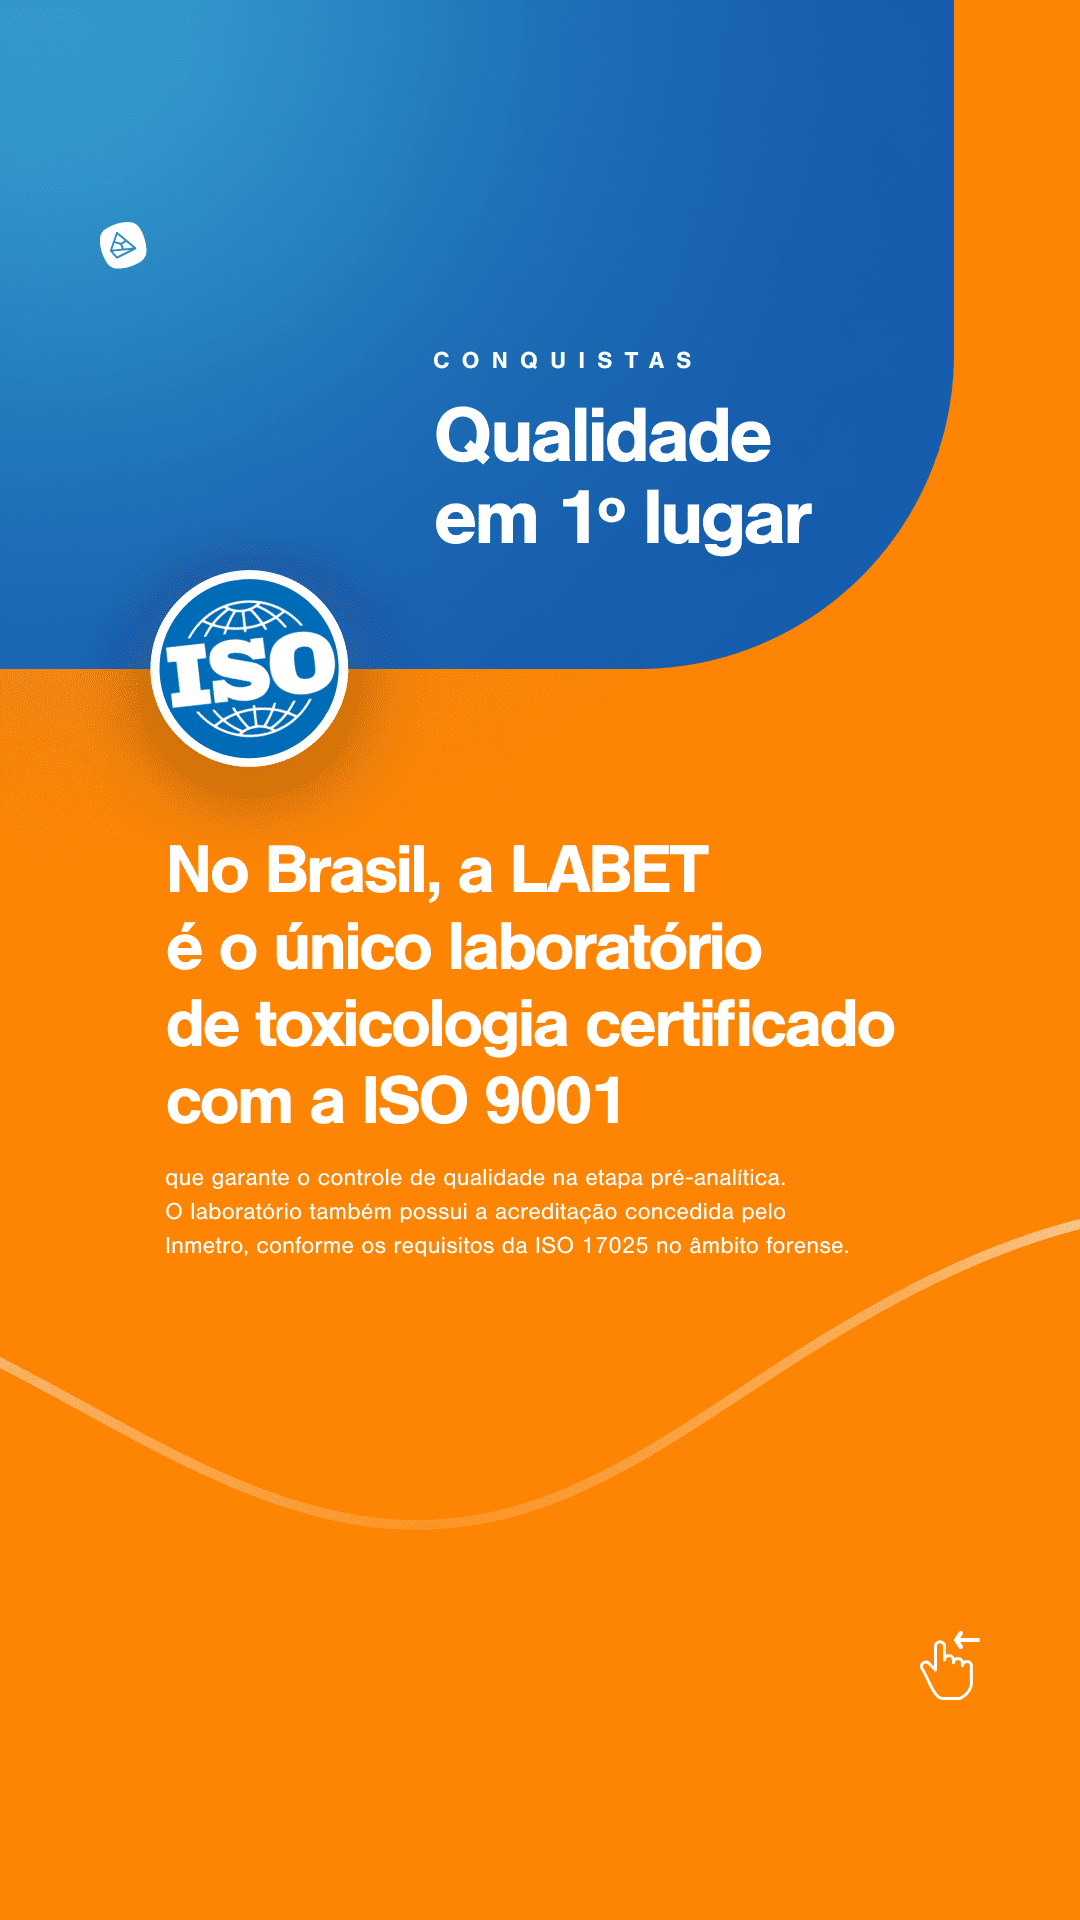 CONQUISTAS
Qualidade
em 1º lugar
ISO
No Brasil, a LABET
é o único laboratório
de toxicologia certificado
com a ISO 9001
que garante o controle de qualidade na etapa pré-analítica.
O laboratório também possui a acreditação concedida pelo
Inmetro, conforme os requisitos da ISO 17025 no âmbito forense.